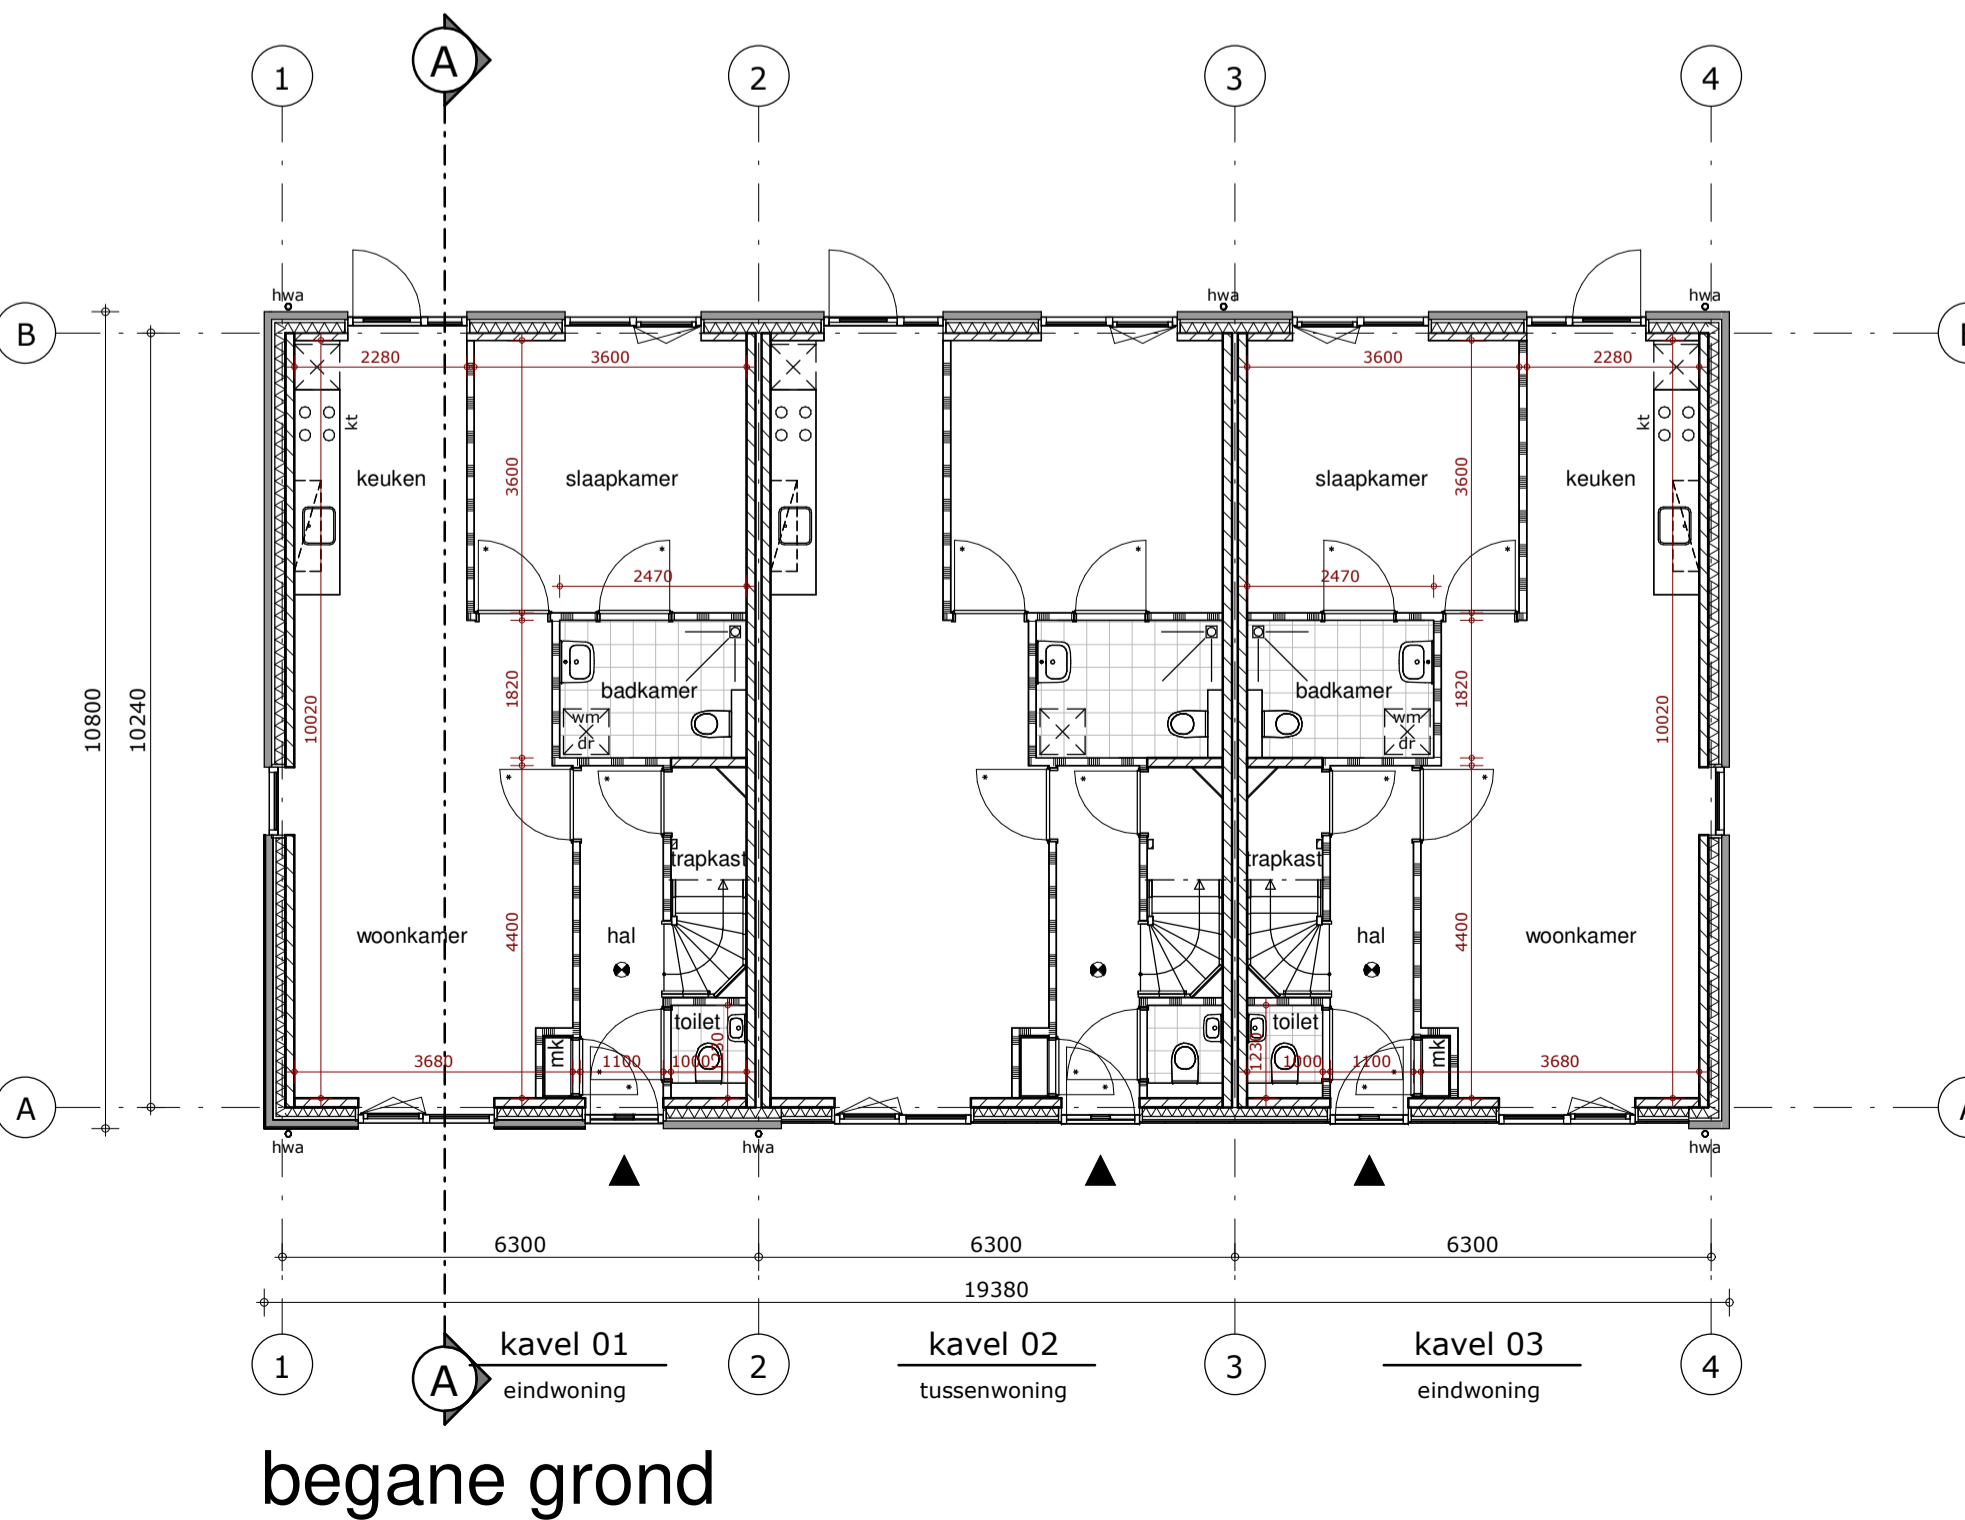 1
A
2
3
4
hwa
hwa
hwa
B
2280
3600
3600
2280
kt
kt
keuken
slaapkamer
3600
slaapkamer
3600
keuken
2470
2470
badkamer
1820
badkamer
1820
wm
dr
wm
dr
10800
10240
10020
10020
trapkast
trapkast
woonkamer
4400
hal
hal
4400
woonkamer
toilet
toilet
mk
3680
1100
1000
1230
1230
1000
1100
mk
3680
A
hwa
hwa
hwa
6300
6300
6300
19380
1
A
kavel 01
eindwoning
2
kavel 02
tussenwoning
3
kavel 03
eindwoning
4
begane grond